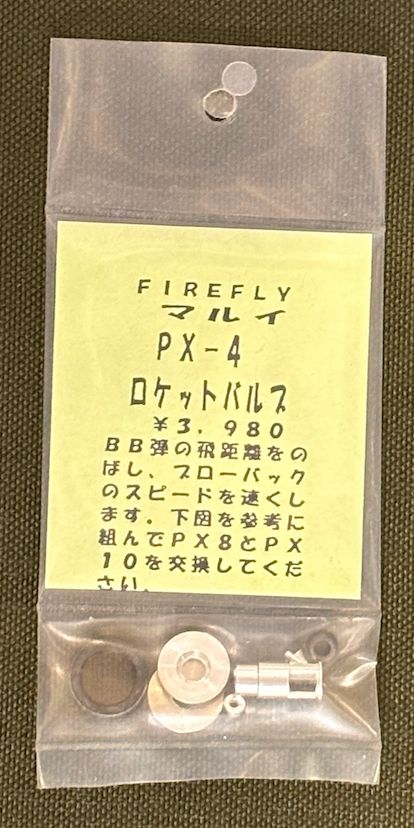 FIREFLY
マルイ
PX-4
ロケットバルブ
¥3,980
BB弾の飛距離をの
ばし、ブローバック
のスピードを速くし
ます。下図を参考に
組んでPX8とPX
10を交換してくだ
さい。